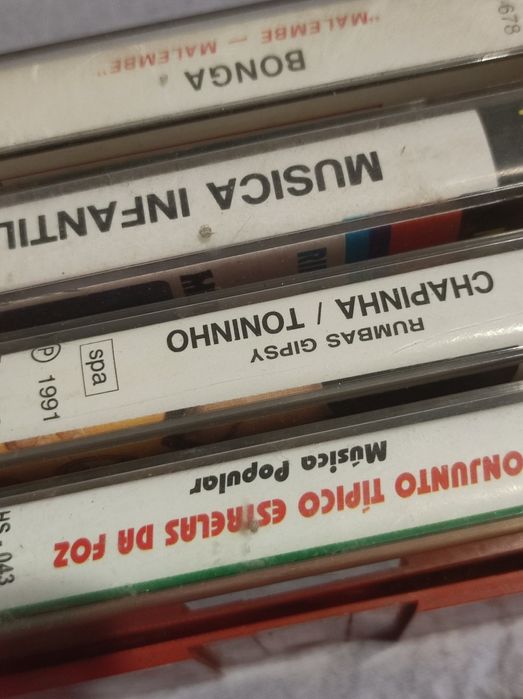 CONJUNTO TÍPICO ESTRELAS DA FOZ
Música Popular
HS - 043
CHAPINHA / TONINHO
RUMBAS GIPSY
spa
Ⓟ 1991
MUSICA INFANTIL
BONGA
"MALEMBE — MALEMBE"
-678